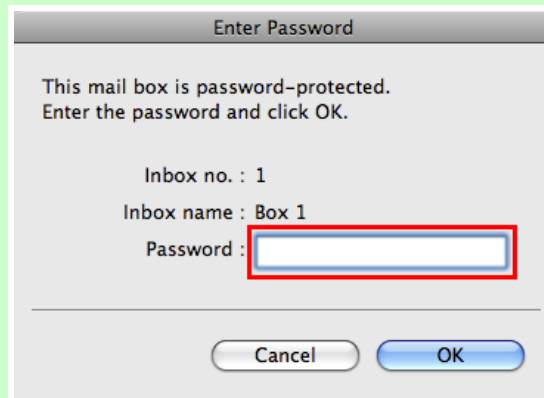 Enter Password
This mail box is password-protected.
Enter the password and click OK.
Inbox no. : 1
Inbox name : Box 1
Password :
Cancel
OK